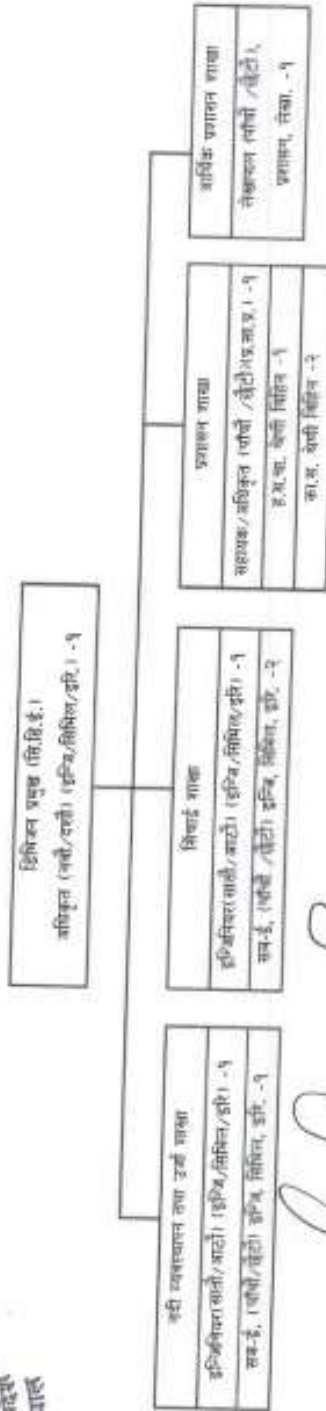 डिभिजन प्रमुख (सि.डि.ई.)
अधिकृत (नवौं/दशौं) (इन्जि/सिभिल/इरि.) -१
नदी व्यवस्थापन तथा उर्जा शाखा
इन्जिनियर(सातौं/आठौं) (इन्जि/सिभिल/इरि) -१
सब-ई. (पाँचौं/छैटौं) इन्जि. सिभिल, इरि. -१
सिंचाई शाखा
इन्जिनियर(सातौं/आठौं) (इन्जि/सिभिल/इरि) -१
सब-ई. (पाँचौं /छैटौं) इन्जि. सिभिल, इरि. -२
प्रशासन शाखा
सहायक/अधिकृत (पाँचौं /छैटौं)(प्र.सा.प्र.) -१
ह.स.चा. श्रेणी विहिन -१
का.स. श्रेणी विहिन -२
आर्थिक प्रशासन शाखा
लेखापाल (पाँचौं /छैटौं),
प्रशासन, लेखा, -१